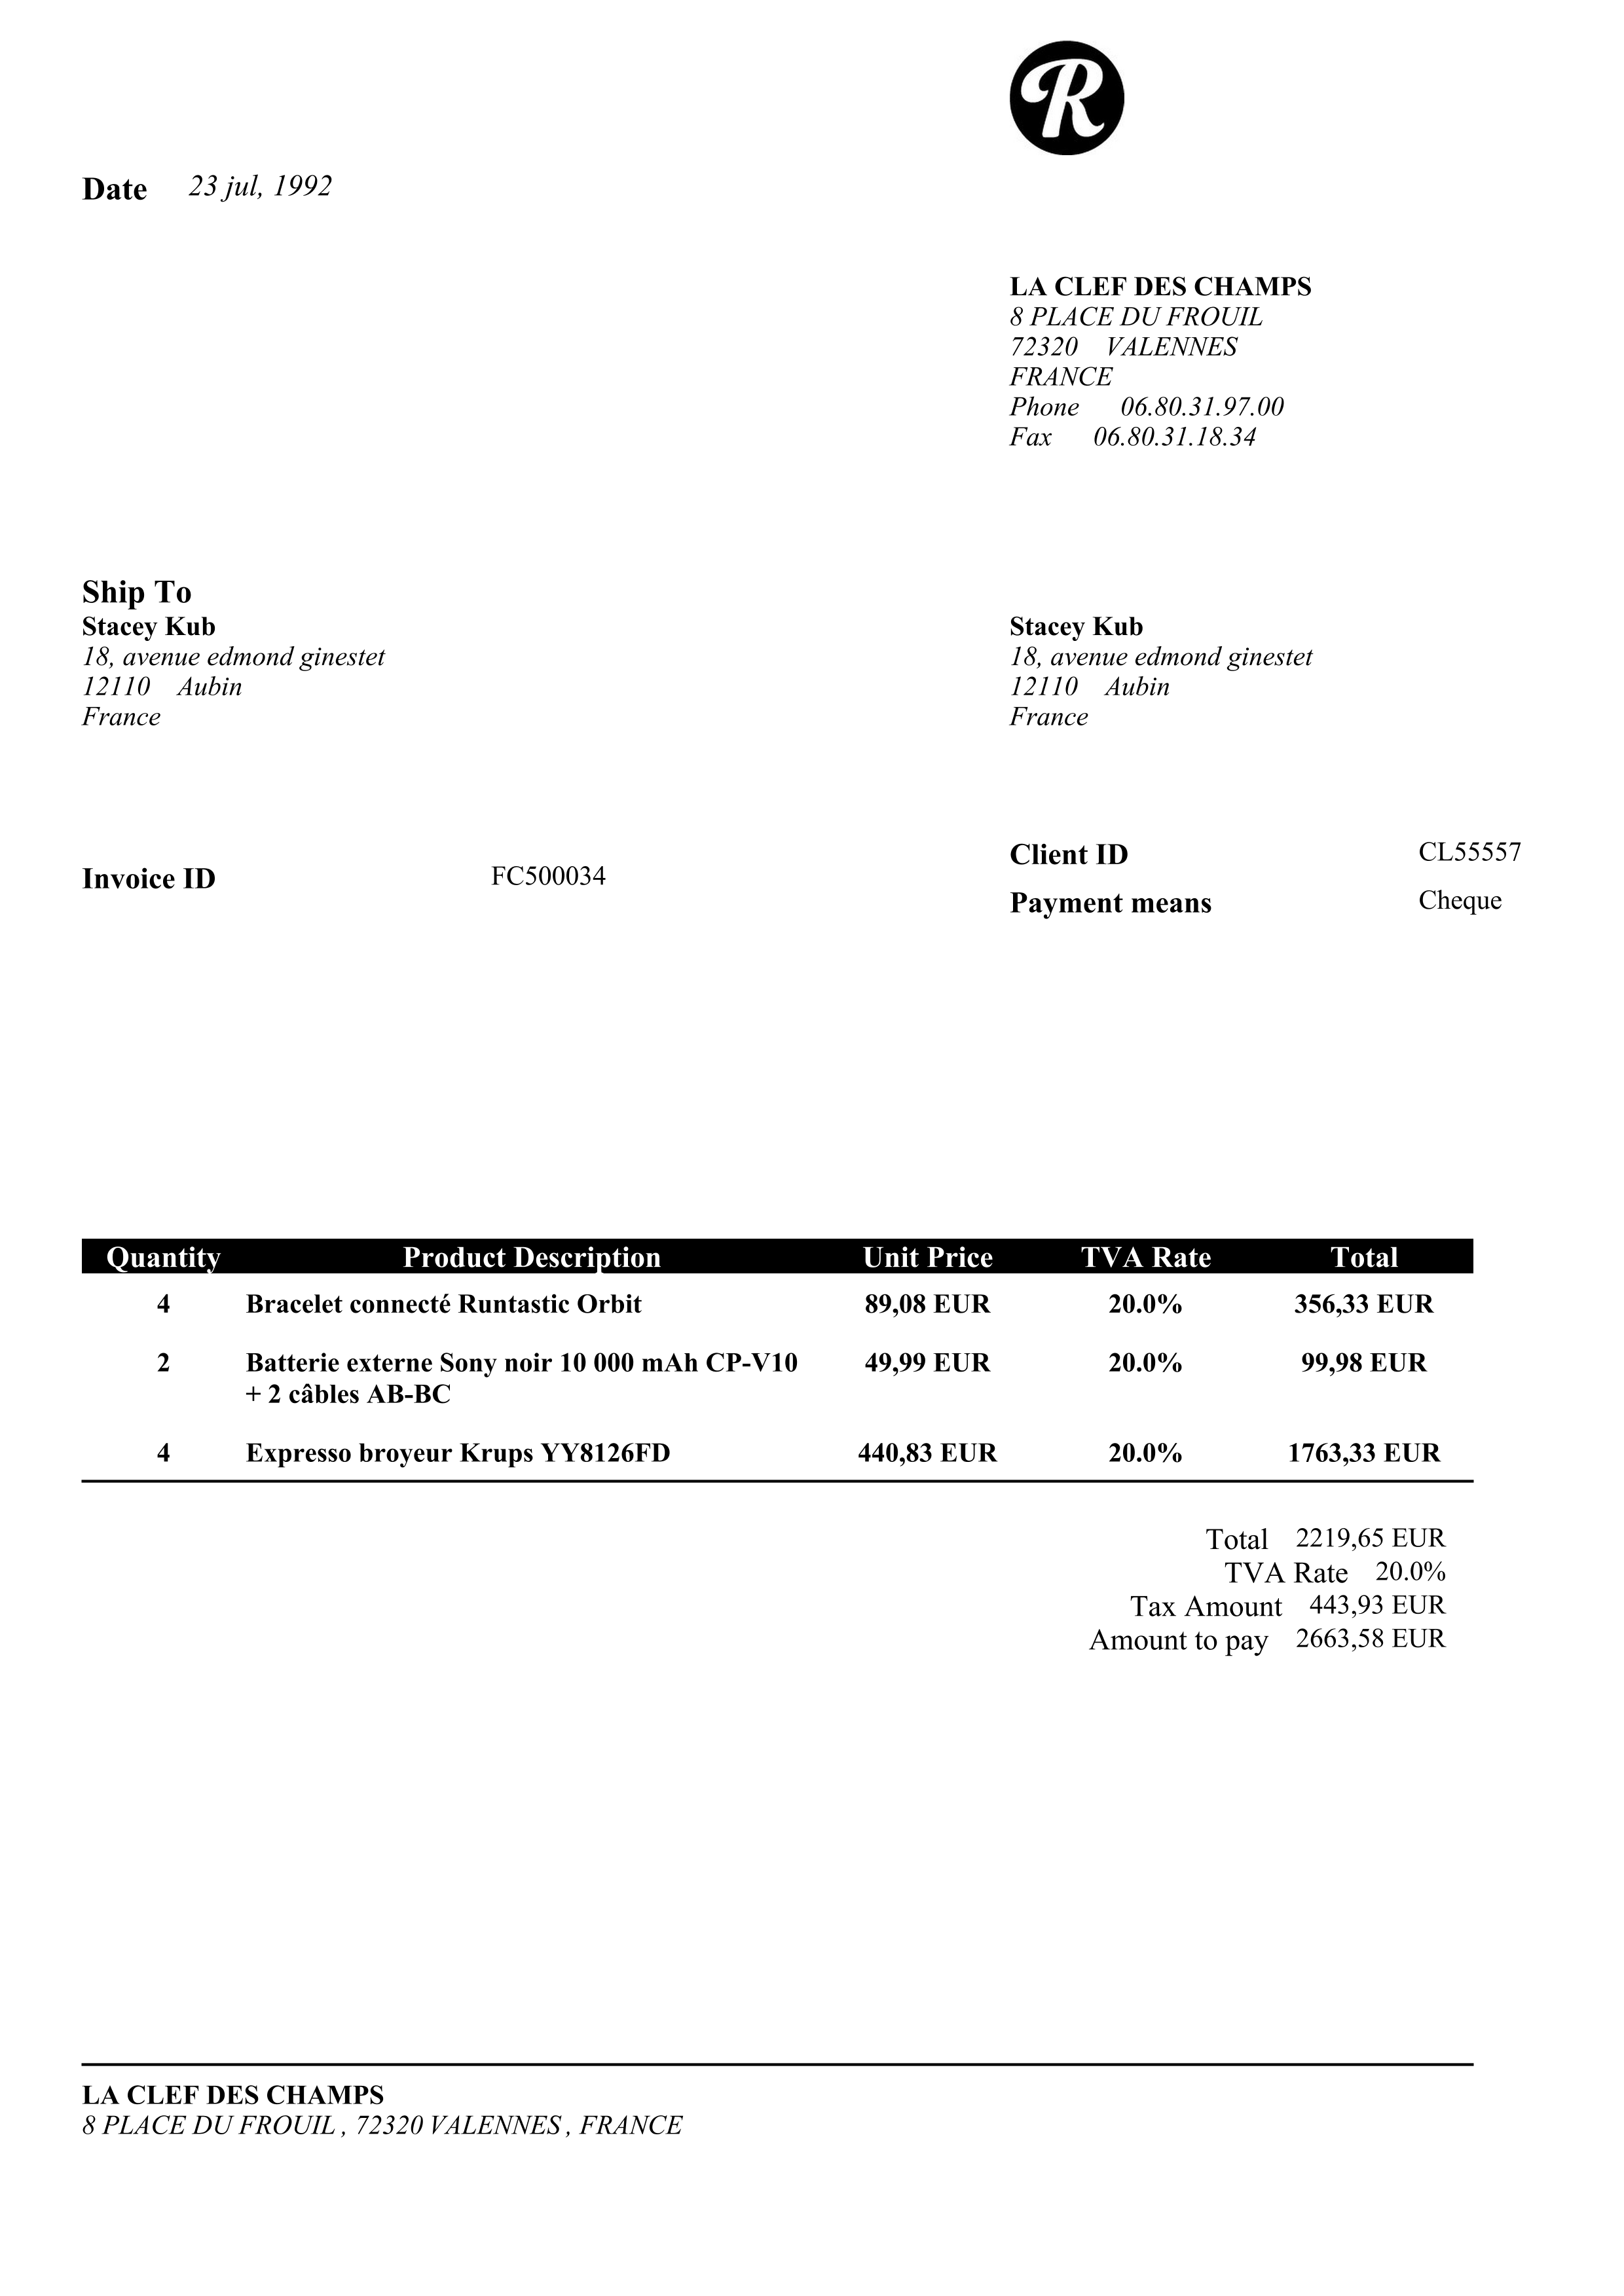 R
Date 23 jul, 1992
LA CLEF DES CHAMPS
8 PLACE DU FROUIL
72320 VALENNES
FRANCE
Phone 06.80.31.97.00
Fax 06.80.31.18.34
Ship To
Stacey Kub
18, avenue edmond ginestet
12110 Aubin
France
Stacey Kub
18, avenue edmond ginestet
12110 Aubin
France
Invoice ID FC500034
Client ID CL55557
Payment means Cheque
Quantity Product Description Unit Price TVA Rate Total
4 Bracelet connecté Runtastic Orbit 89,08 EUR 20.0% 356,33 EUR
2 Batterie externe Sony noir 10 000 mAh CP-V10 49,99 EUR 20.0% 99,98 EUR
+ 2 câbles AB-BC
4 Expresso broyeur Krups YY8126FD 440,83 EUR 20.0% 1763,33 EUR
Total 2219,65 EUR
TVA Rate 20.0%
Tax Amount 443,93 EUR
Amount to pay 2663,58 EUR
LA CLEF DES CHAMPS
8 PLACE DU FROUIL , 72320 VALENNES , FRANCE